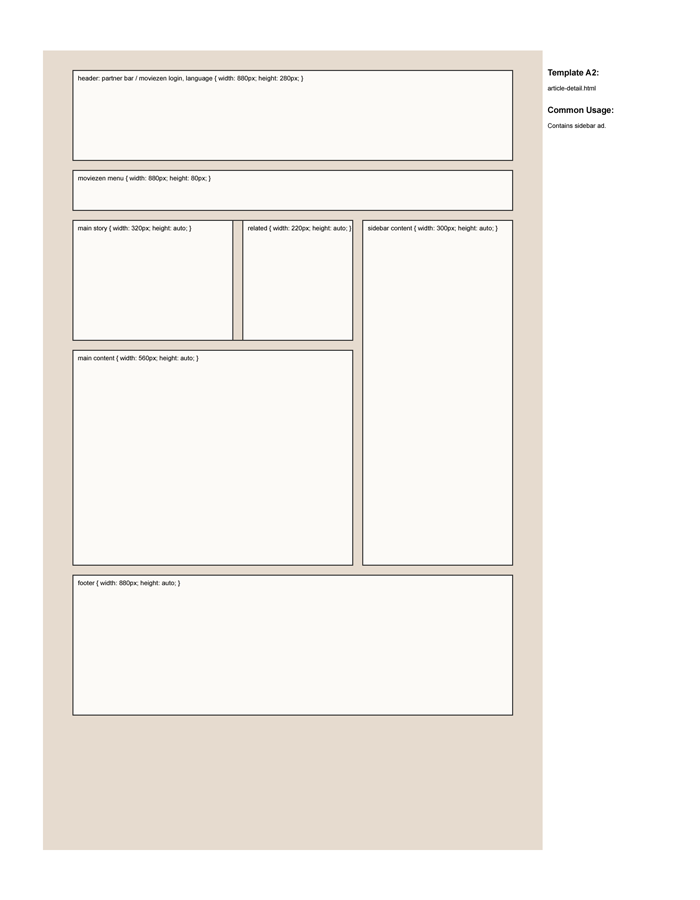 header: partner bar / moviezen login, language { width: 880px; height: 280px; }
moviezen menu { width: 880px; height: 80px; }
main story { width: 320px; height: auto; }
related { width: 220px; height: auto; }
sidebar content { width: 300px; height: auto; }
main content { width: 560px; height: auto; }
footer { width: 880px; height: auto; }
Template A2:
article-detail.html
Common Usage:
Contains sidebar ad.